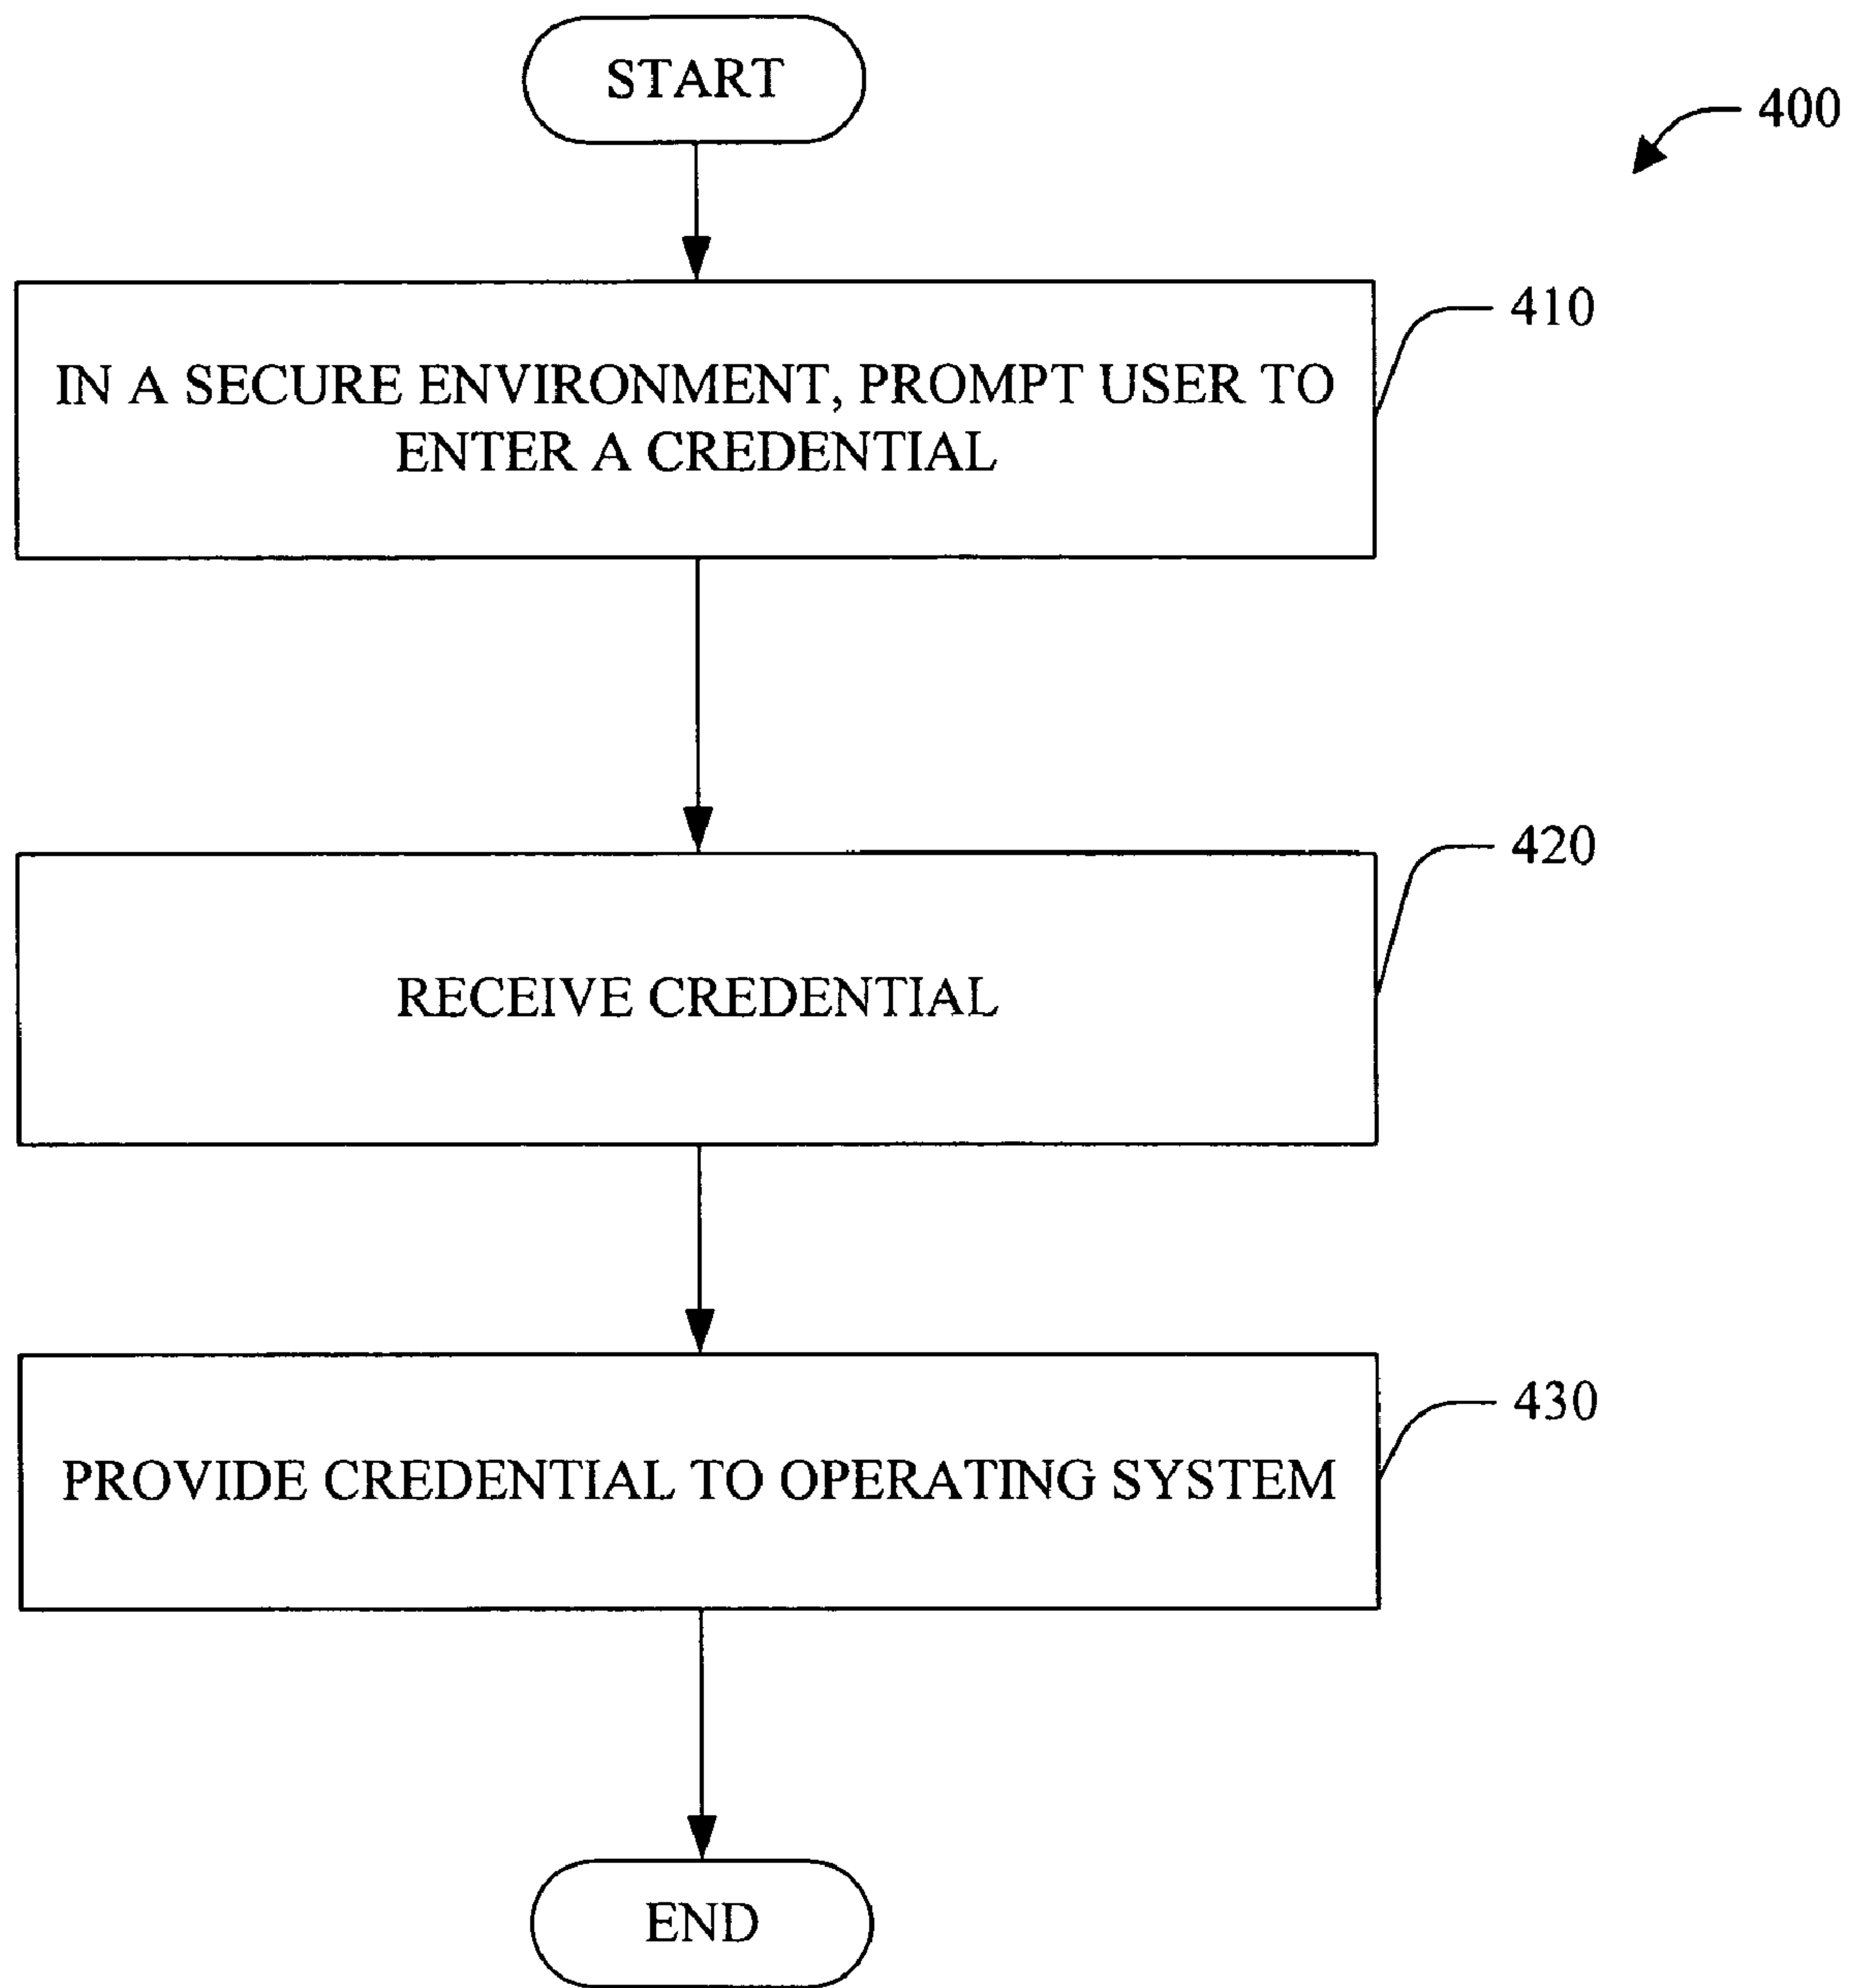 START
400
IN A SECURE ENVIRONMENT, PROMPT USER TO
ENTER A CREDENTIAL
410
RECEIVE CREDENTIAL
420
PROVIDE CREDENTIAL TO OPERATING SYSTEM
430
END